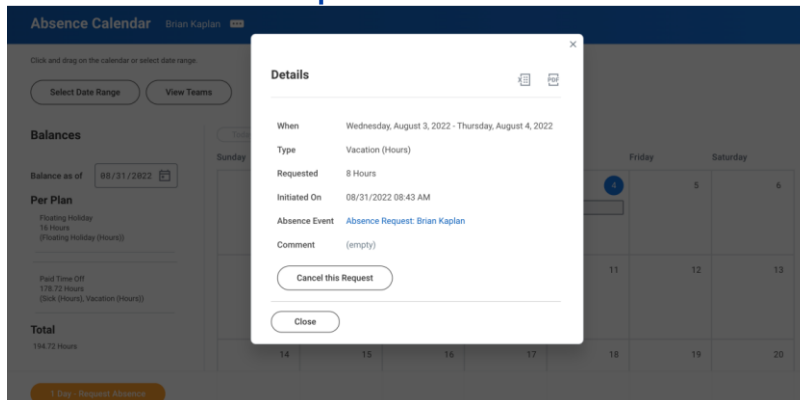 Absence Calendar Brian Kaplan
Click and drag on the calendar or select date range.
Select Date Range View Teams
Balances
Balance as of 08/31/2022
Per Plan
Floating Holiday
16 Hours
(Floating Holiday (Hours))
Paid Time Off
178.72 Hours
(Sick (Hours), Vacation (Hours))
Total
194.72 Hours
1 Day - Request Absence
Sunday Friday Saturday
4 5 6
11 12 13
14 15 16 17 18 19 20
Details
PDF
When Wednesday, August 3, 2022 - Thursday, August 4, 2022
Type Vacation (Hours)
Requested 8 Hours
Initiated On 08/31/2022 08:43 AM
Absence Event Absence Request: Brian Kaplan
Comment (empty)
Cancel this Request
Close